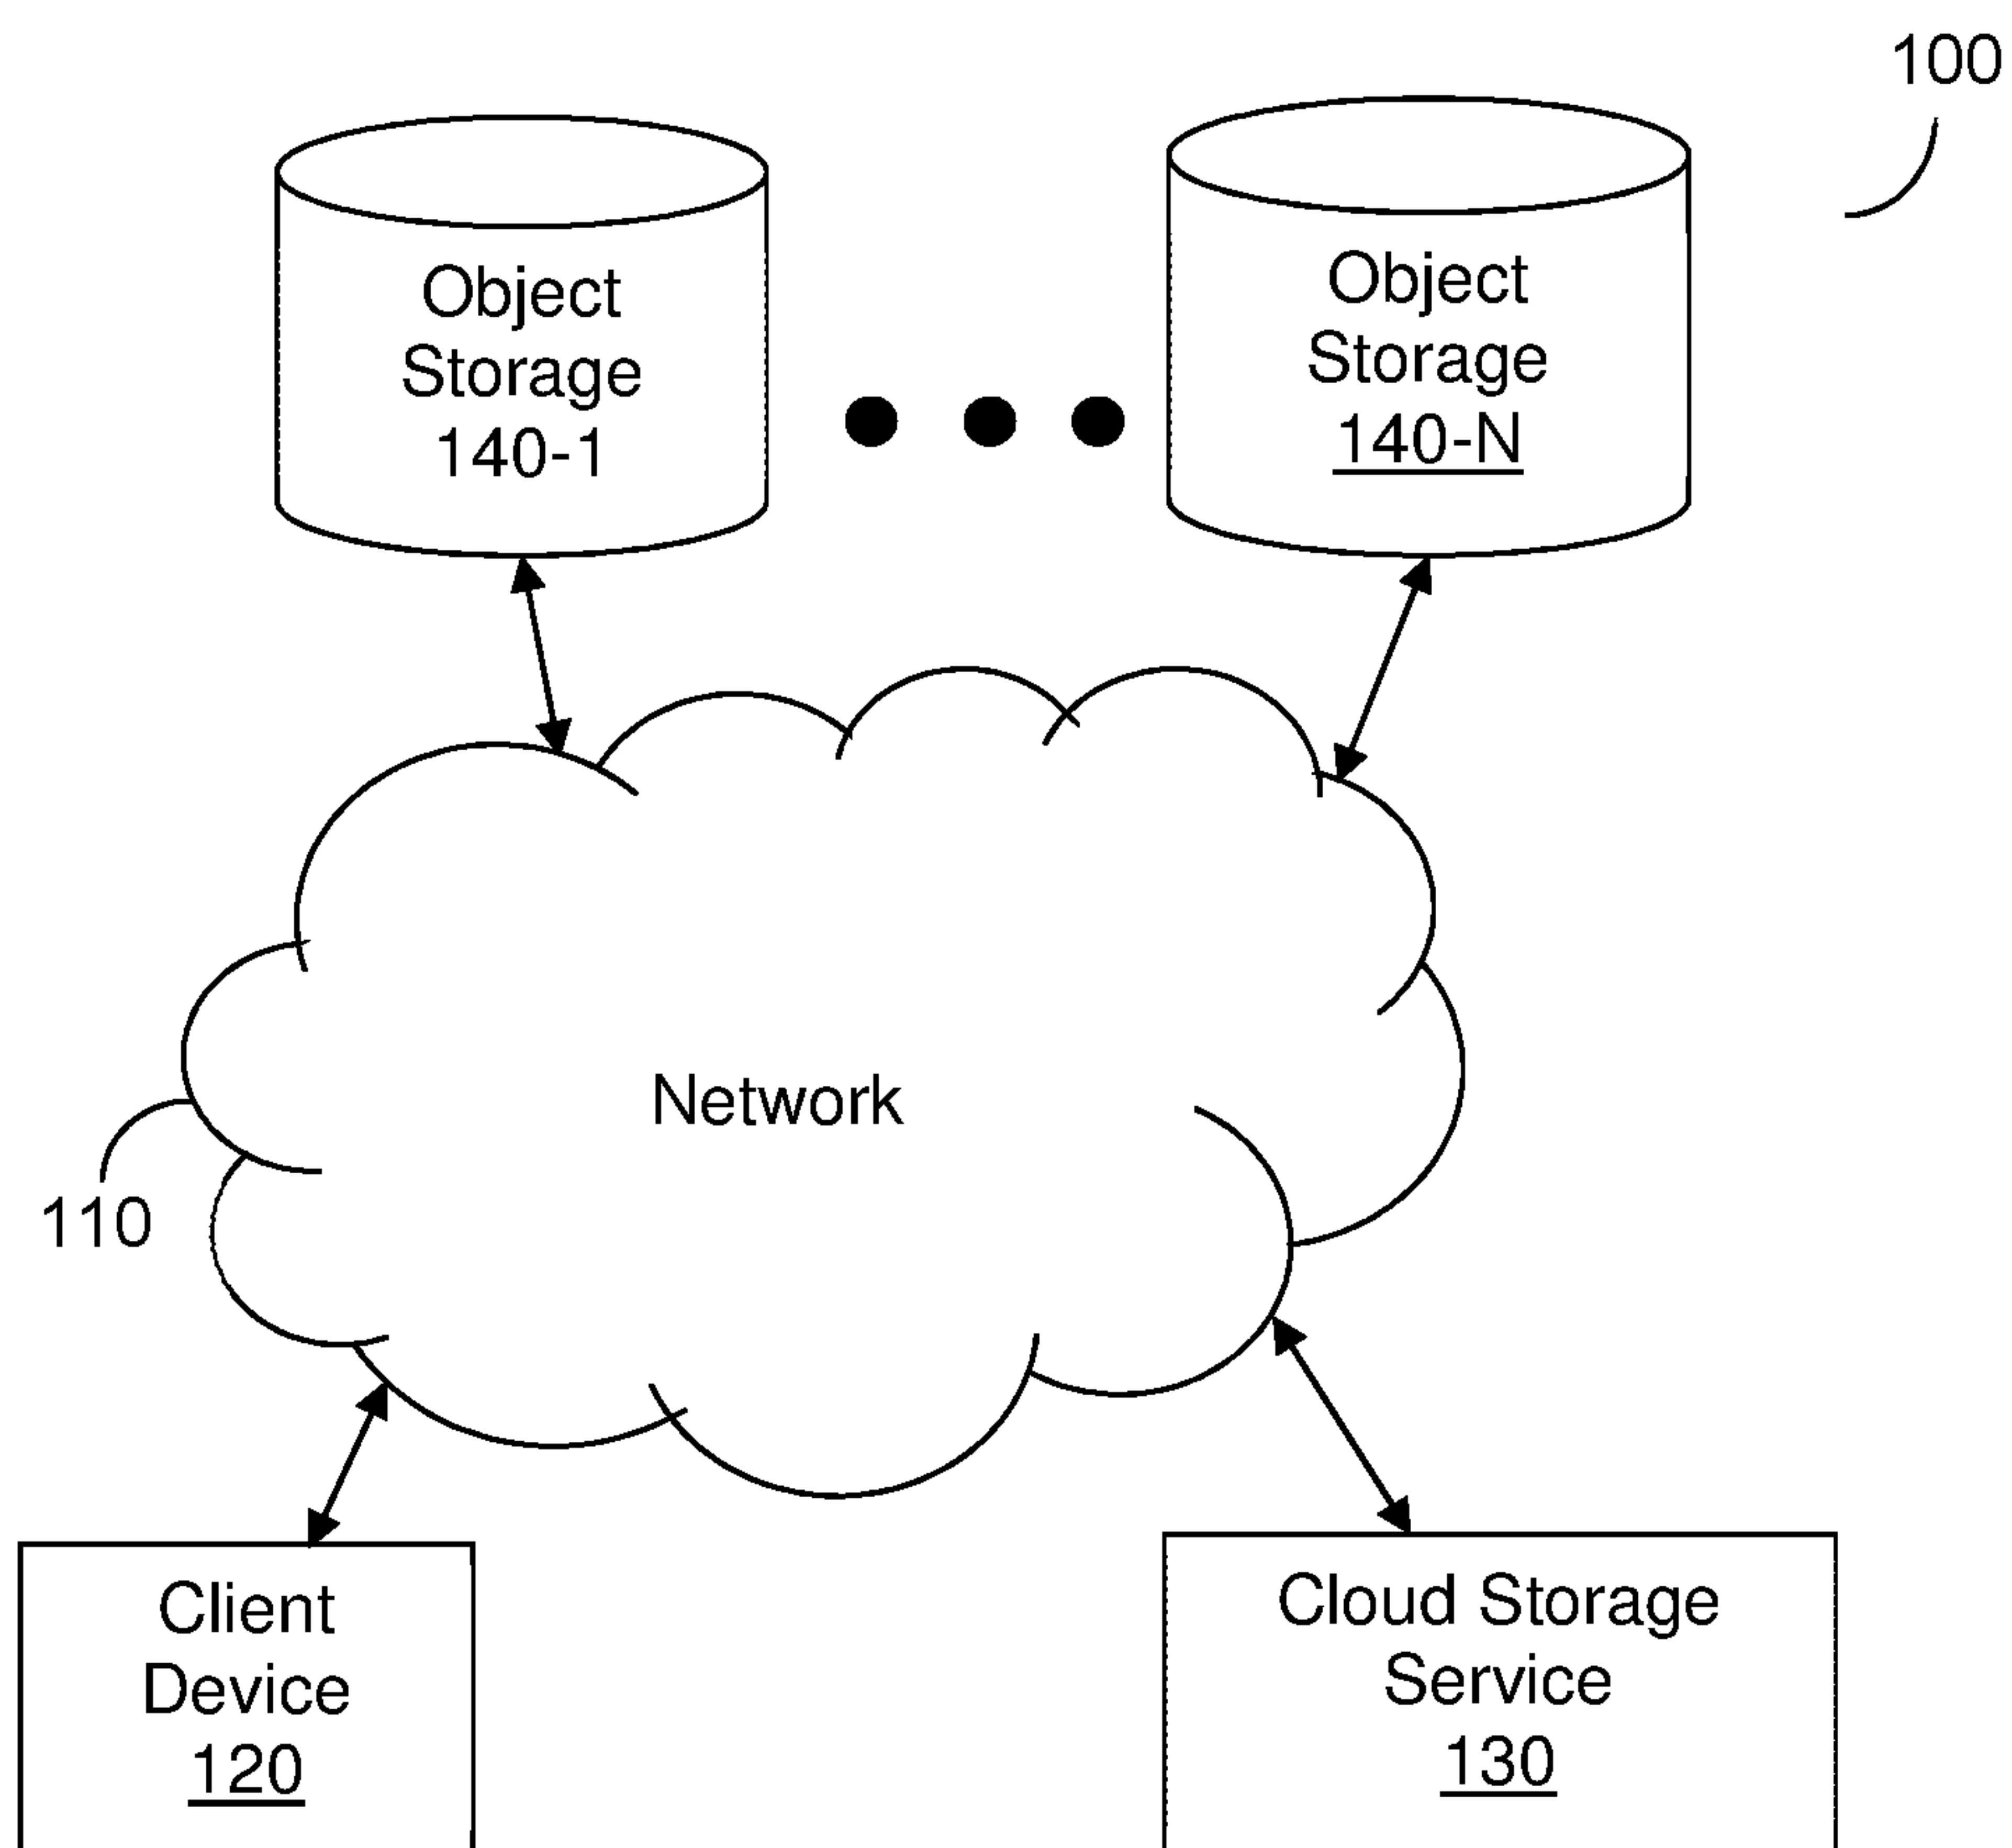 100
Object
Storage
140-1
Object
Storage
140-N
Network
110
Client
Device
120
Cloud Storage
Service
130